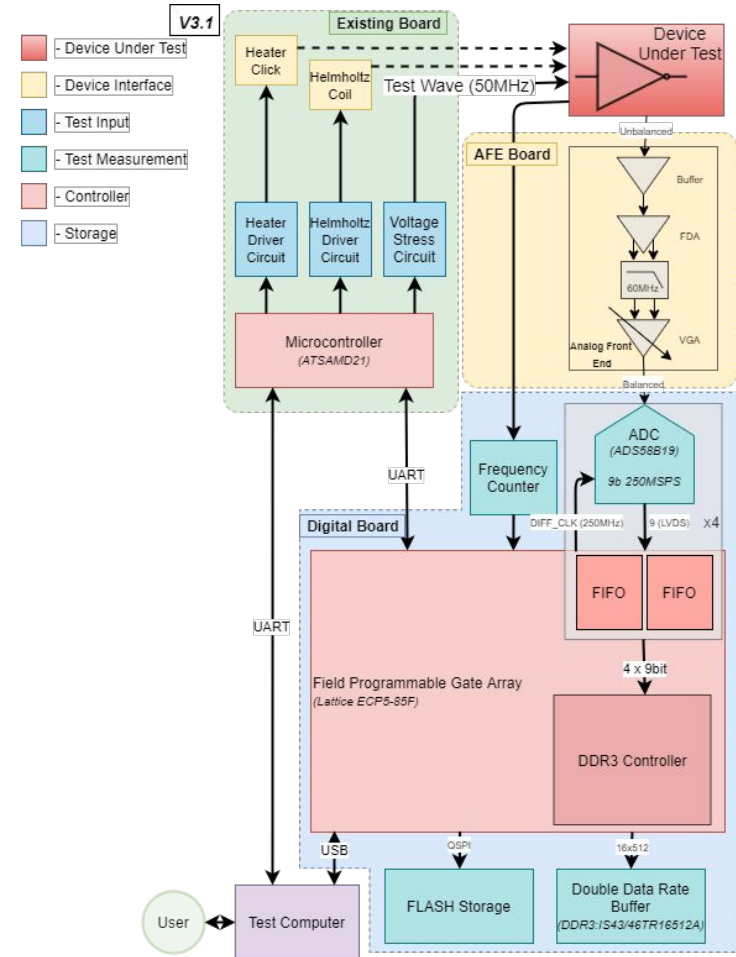 V3.1
Existing Board
- Device Under Test
- Device Interface
- Test Input
- Test Measurement
- Controller
- Storage
Heater
Click
Helmholtz
Coil
Test Wave (50MHz)
Device
Under Test
Unbalanced
AFE Board
Buffer
FDA
60MHz
VGA
Analog Front
End
Balanced
Heater
Driver
Circuit
Helmholtz
Driver
Circuit
Voltage
Stress
Circuit
Microcontroller
(ATSAMD21)
UART
UART
Digital Board
Frequency
Counter
ADC
(ADS58B19)
9b 250MSPS
DIFF_CLK (250MHz)
9 (LVDS)
x4
FIFO
FIFO
4 x 9bit
Field Programmable Gate Array
(Lattice ECP5-85F)
DDR3 Controller
USB
QSPI
16x512
User
Test Computer
FLASH Storage
Double Data Rate
Buffer
(DDR3:IS43/46TR16512A)